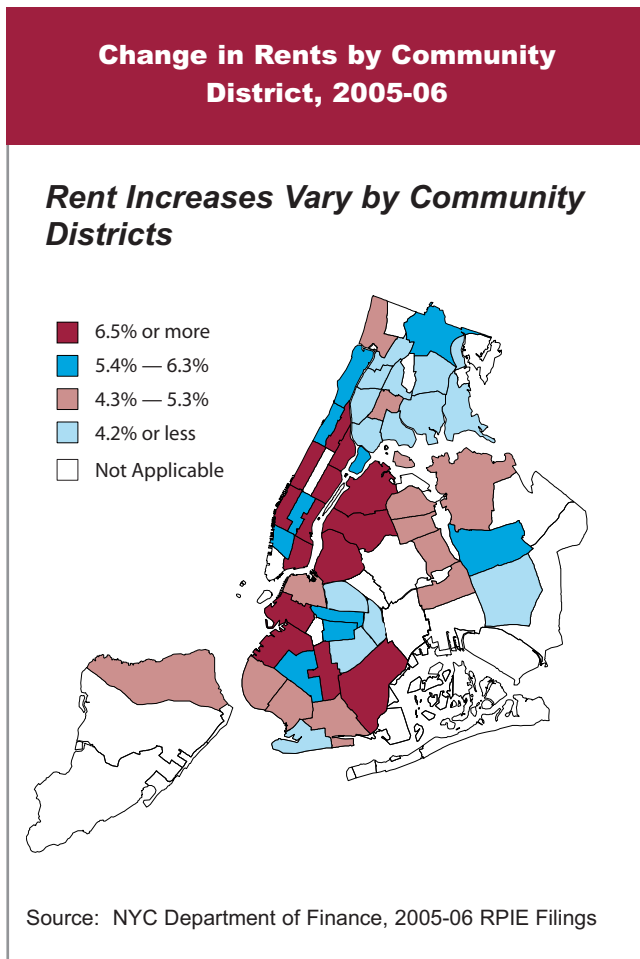 Change in Rents by Community
District, 2005-06
Rent Increases Vary by Community
Districts
6.5% or more
5.4% — 6.3%
4.3% — 5.3%
4.2% or less
Not Applicable
Source: NYC Department of Finance, 2005-06 RPIE Filings